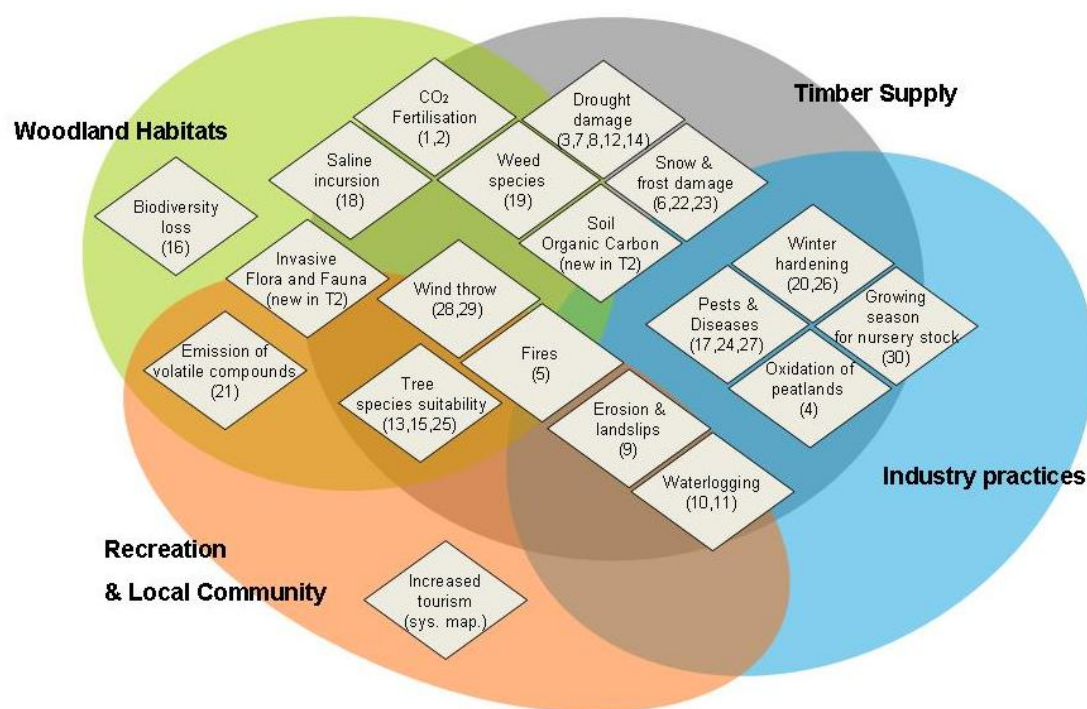 Timber Supply
Woodland Habitats
CO₂
Fertilisation
(1,2)
Drought
damage
(3,7,8,12,14)
Saline
incursion
(18)
Weed
species
(19)
Snow &
frost damage
(6,22,23)
Biodiversity
loss
(16)
Soil
Organic Carbon
(new in T2)
Winter
hardening
(20,26)
Invasive
Flora and Fauna
(new in T2)
Wind throw
(28,29)
Pests &
Diseases
(17,24,27)
Growing
season
for nursery stock
(30)
Emission of
volatile compounds
(21)
Fires
(5)
Oxidation of
peatlands
(4)
Tree
species suitability
(13,15,25)
Erosion &
landslips
(9)
Waterlogging
(10,11)
Industry practices
Recreation
& Local Community
Increased
tourism
(sys. map.)